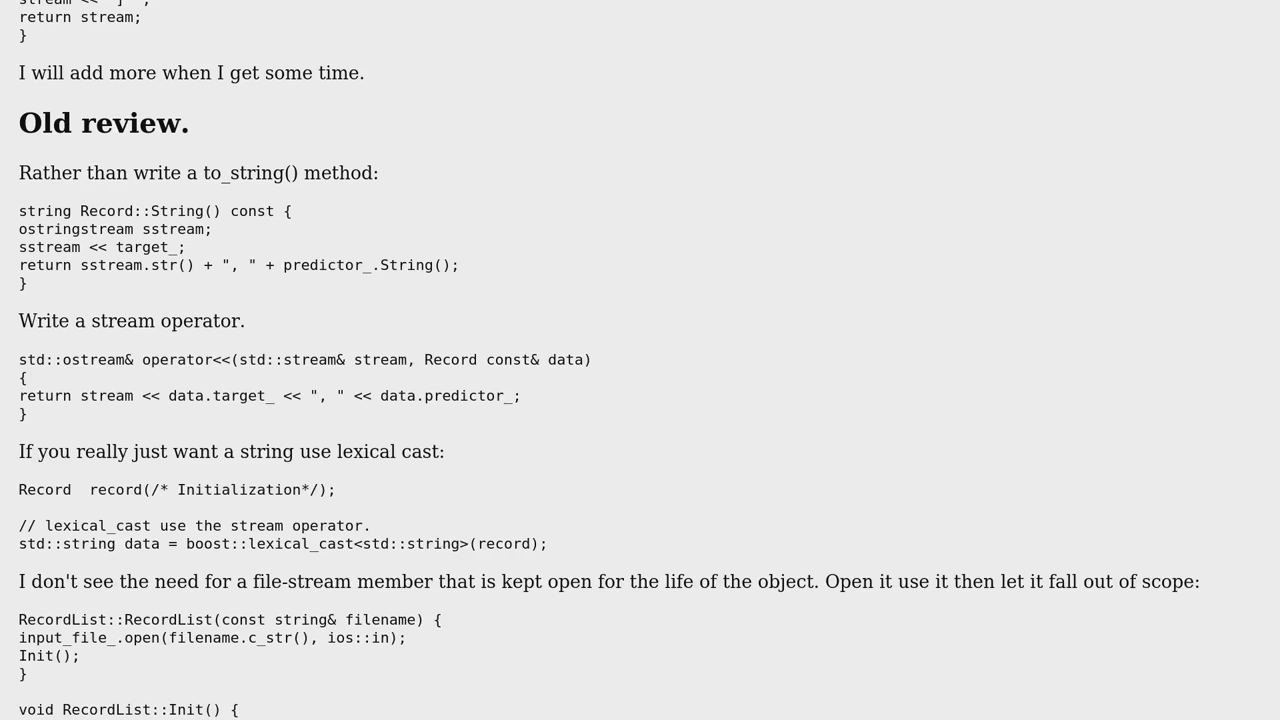 stream << "]";
return stream;
}
I will add more when I get some time.
Old review.
Rather than write a to_string() method:
string Record::String() const {
ostringstream sstream;
sstream << target_;
return sstream.str() + ", " + predictor_.String();
}
Write a stream operator.
std::ostream& operator<<(std::stream& stream, Record const& data)
{
return stream << data.target_ << ", " << data.predictor_;
}
If you really just want a string use lexical cast:
Record  record(/* Initialization*/);
// lexical_cast use the stream operator.
std::string data = boost::lexical_cast<std::string>(record);
I don't see the need for a file-stream member that is kept open for the life of the object. Open it use it then let it fall out of scope:
RecordList::RecordList(const string& filename) {
input_file_.open(filename.c_str(), ios::in);
Init();
}
void RecordList::Init() {